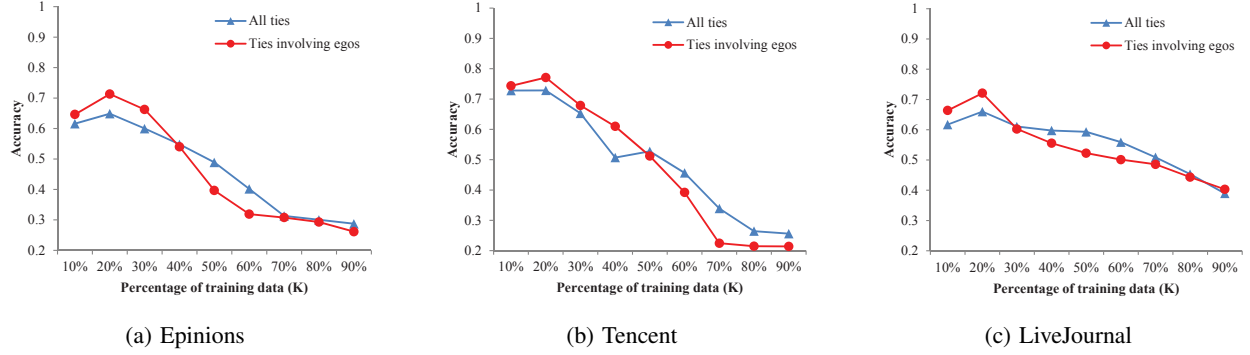 1
0.9
0.8
0.7
0.6
0.5
0.4
0.3
0.2
Accuracy
All ties
Ties involving egos
10% 20% 30% 40% 50% 60% 70% 80% 90%
Percentage of training data (K)
(a) Epinions
1
0.9
0.8
0.7
0.6
0.5
0.4
0.3
0.2
Accuracy
All ties
Ties involving egos
10% 20% 30% 40% 50% 60% 70% 80% 90%
Percentage of training data (K)
(b) Tencent
1
0.9
0.8
0.7
0.6
0.5
0.4
0.3
0.2
Accuracy
All ties
Ties involving egos
10% 20% 30% 40% 50% 60% 70% 80% 90%
Percentage of training data (K)
(c) LiveJournal